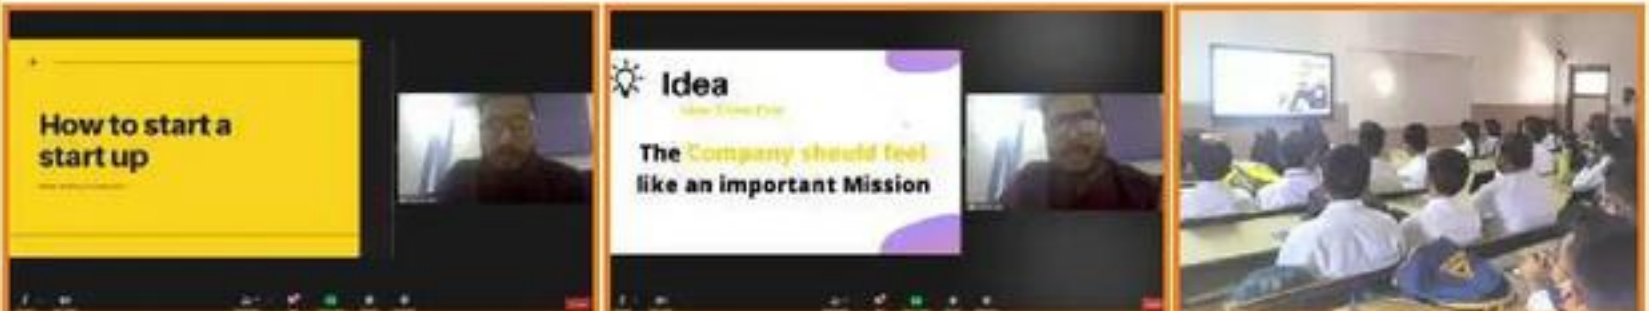 How to start a
start up
Idea
The Company should feel
like an important Mission